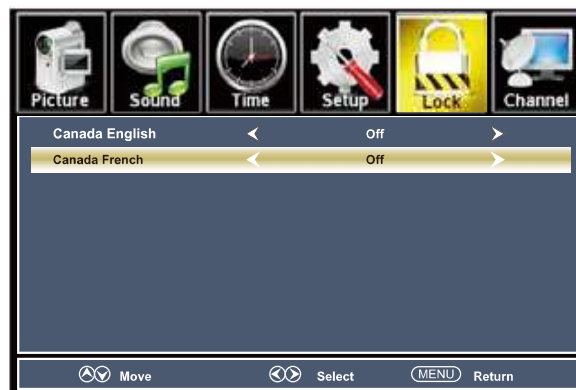 Picture Sound Time Setup Lock Channel
Canada English Off
Canada French Off
Move Select MENU Return